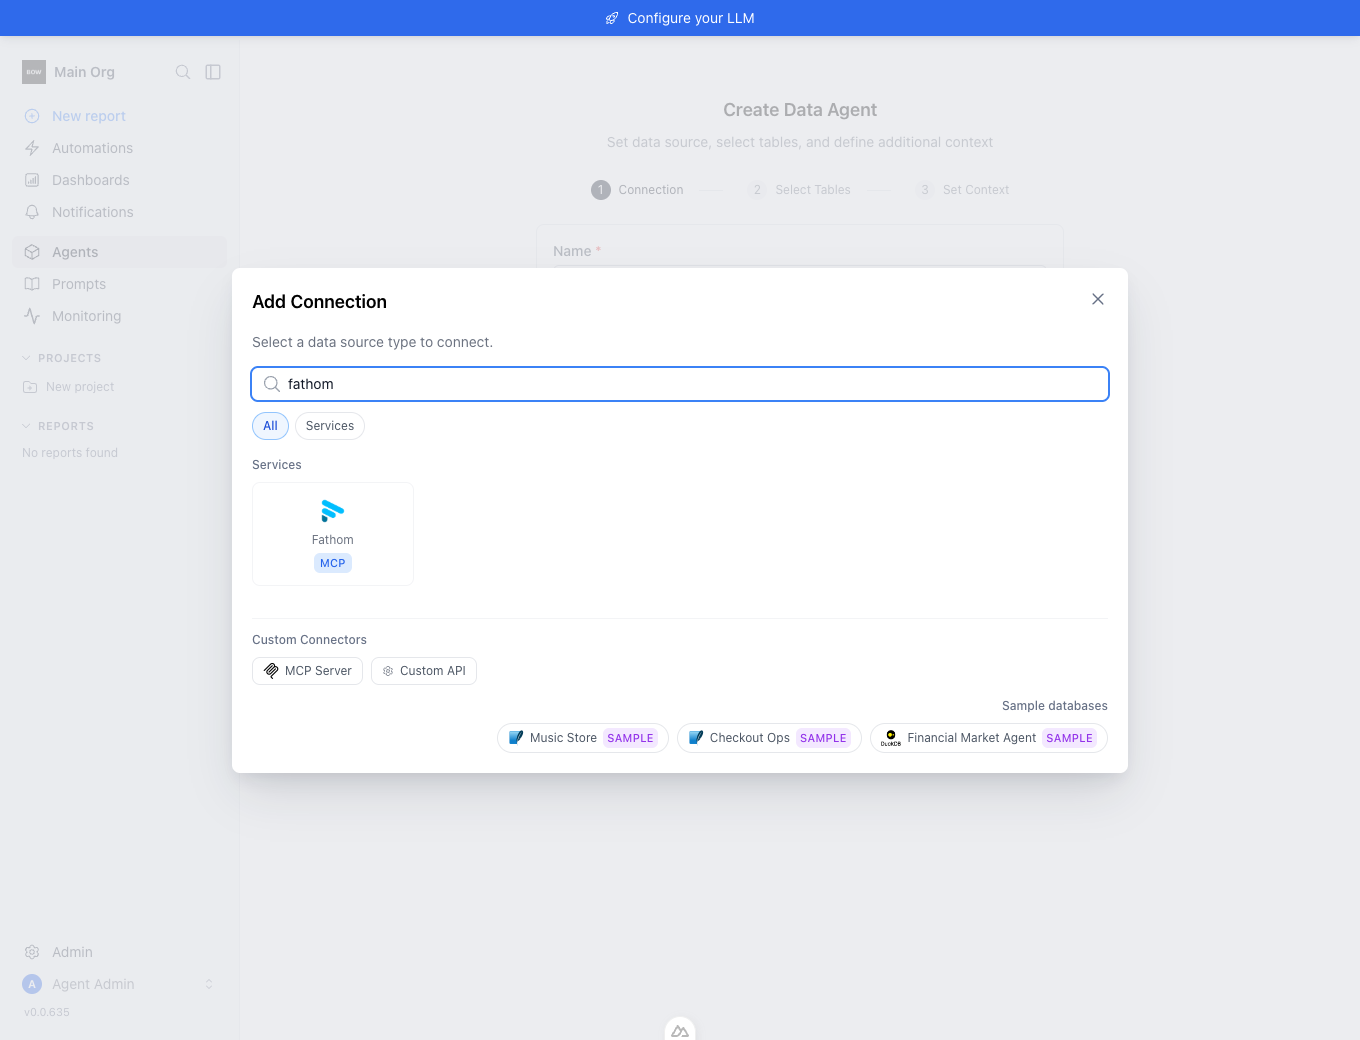 Configure your LLM
BOW
Main Org
New report
Automations
Dashboards
Notifications
Agents
Prompts
Monitoring
PROJECTS
New project
REPORTS
No reports found
Admin
A
Agent Admin
v0.0.635
Create Data Agent
Set data source, select tables, and define additional context
1 Connection
2 Select Tables
3 Set Context
Name *
Add Connection
Select a data source type to connect.
fathom
All
Services
Services
Fathom
MCP
Custom Connectors
MCP Server
Custom API
Sample databases
Music Store SAMPLE
Checkout Ops SAMPLE
DuckDB
Financial Market Agent SAMPLE